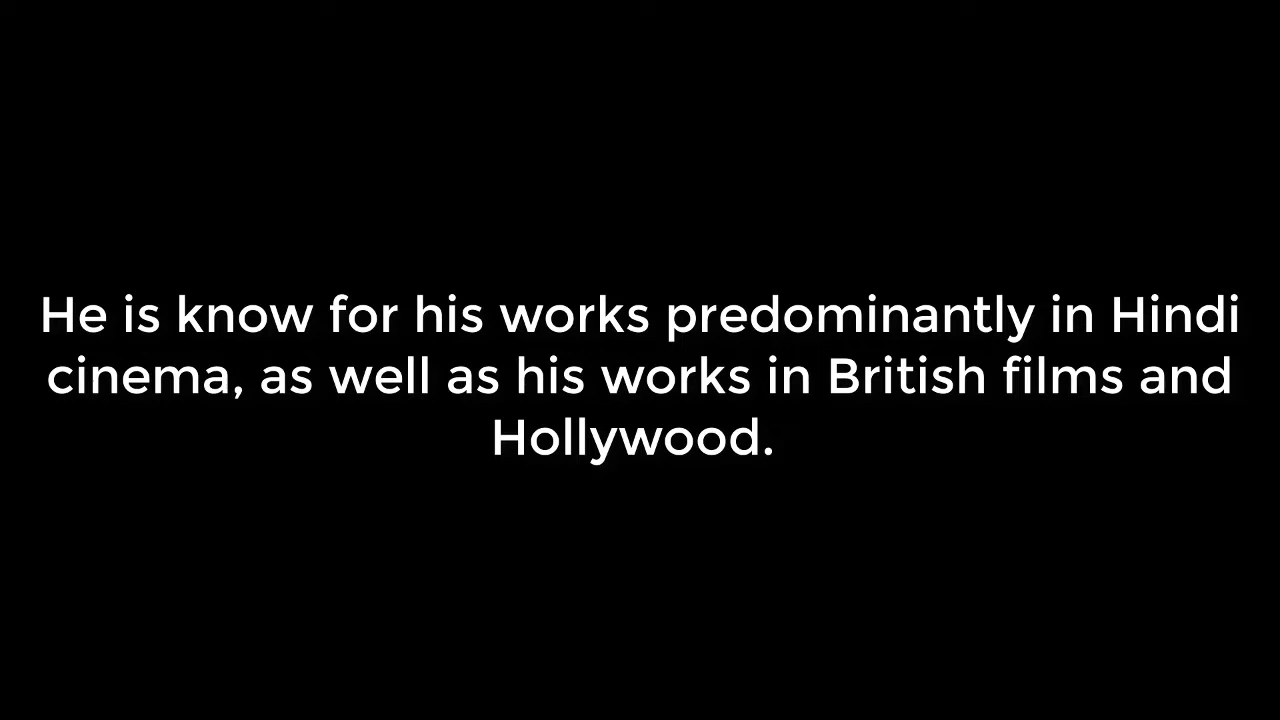 He is know for his works predominantly in Hindi
cinema, as well as his works in British films and
Hollywood.